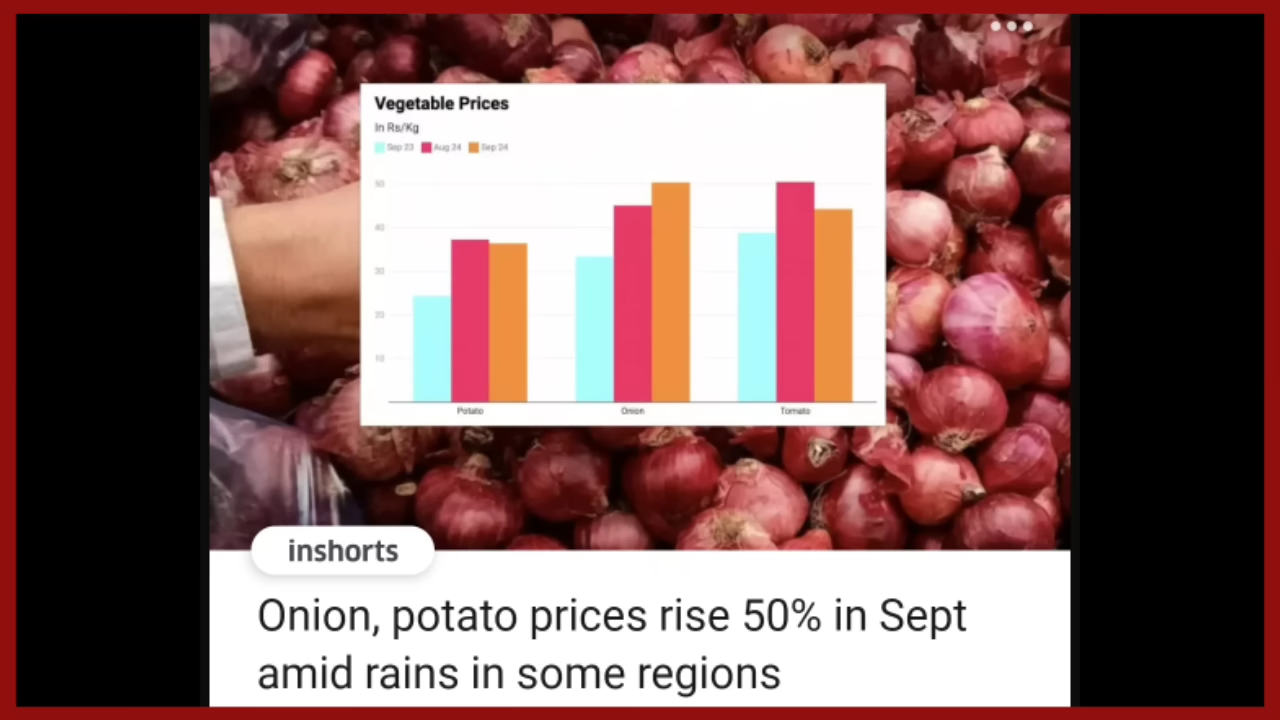 Vegetable Prices
In Rs/Kg
Sep 23 Aug 24 Sep 24
50
40
30
20
10
Potato Onion Tomato
inshorts
Onion, potato prices rise 50% in Sept
amid rains in some regions